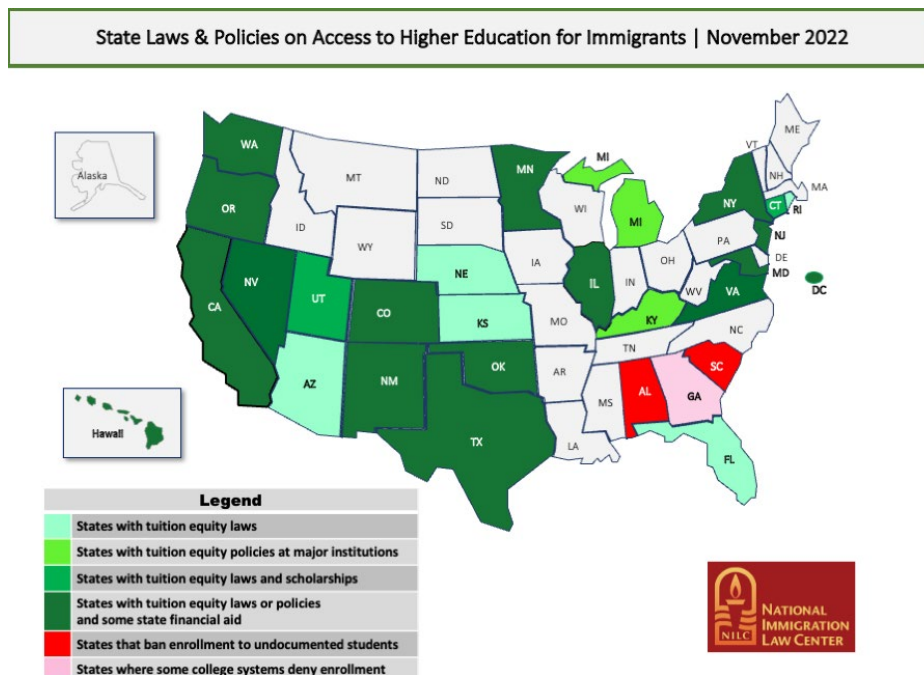 State Laws & Policies on Access to Higher Education for Immigrants | November 2022
Alaska
WA
MT
ND
MN
MI
VT
ME
NH
MA
OR
ID
SD
WI
MI
NY
CT
RI
WY
IA
PA
NJ
DE
MD
DC
NV
UT
NE
IL
IN
OH
WV
VA
CA
CO
KS
MO
KY
NC
AZ
NM
OK
AR
TN
SC
TX
MS
AL
GA
LA
FL
Hawaii
Legend
States with tuition equity laws
States with tuition equity policies at major institutions
States with tuition equity laws and scholarships
States with tuition equity laws or policies
and some state financial aid
States that ban enrollment to undocumented students
States where some college systems deny enrollment
NILC
NATIONAL
IMMIGRATION
LAW CENTER